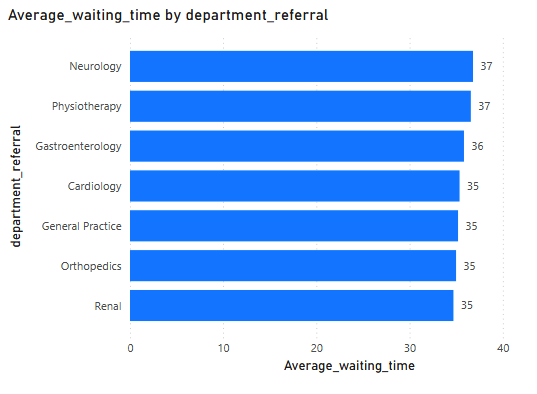 Average_waiting_time by department_referral
department_referral
Neurology 37
Physiotherapy 37
Gastroenterology 36
Cardiology 35
General Practice 35
Orthopedics 35
Renal 35
0 10 20 30 40
Average_waiting_time